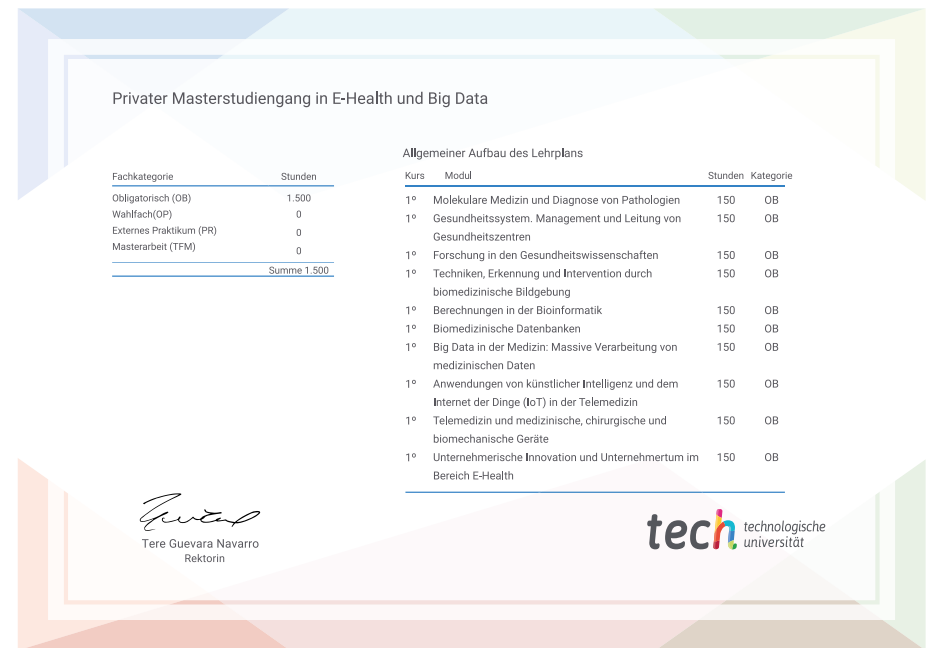 Privater Masterstudiengang in E-Health und Big Data
Fachkategorie Stunden
Obligatorisch (OB) 1.500
Wahlfach(OP) 0
Externes Praktikum (PR) 0
Masterarbeit (TFM) 0
Summe 1.500
Allgemeiner Aufbau des Lehrplans
Kurs Modul Stunden Kategorie
1º Molekulare Medizin und Diagnose von Pathologien 150 OB
1º Gesundheitssystem. Management und Leitung von 150 OB
Gesundheitszentren
1º Forschung in den Gesundheitswissenschaften 150 OB
1º Techniken, Erkennung und Intervention durch 150 OB
biomedizinische Bildgebung
1º Berechnungen in der Bioinformatik 150 OB
1º Biomedizinische Datenbanken 150 OB
1º Big Data in der Medizin: Massive Verarbeitung von 150 OB
medizinischen Daten
1º Anwendungen von künstlicher Intelligenz und dem 150 OB
Internet der Dinge (IoT) in der Telemedizin
1º Telemedizin und medizinische, chirurgische und 150 OB
biomechanische Geräte
1º Unternehmerische Innovation und Unternehmertum im 150 OB
Bereich E-Health
Tere Guevara Navarro
Rektorin
tech technologische
universität